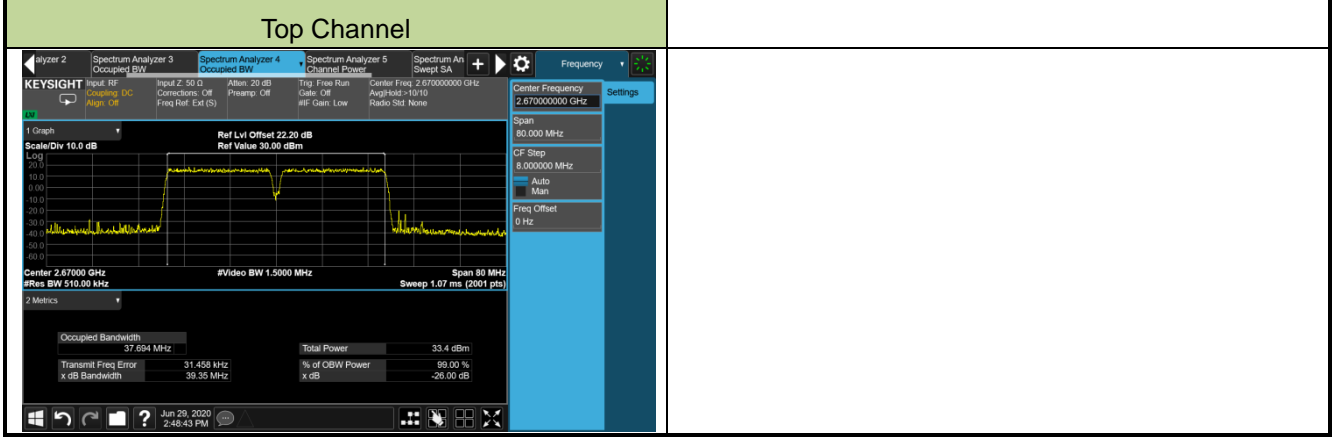 Top Channel
alyzer 2
Spectrum Analyzer 3
Occupied BW
Spectrum Analyzer 4
Occupied BW
Spectrum Analyzer 5
Channel Power
Spectrum An
Swept SA
+
Frequency
KEYSIGHT
Input: RF
Coupling: DC
Align: Off
Input Z: 50 Ω
Corrections: Off
Freq Ref: Ext (S)
Atten: 20 dB
Preamp: Off
Trig: Free Run
Gate: Off
#IF Gain: Low
Center Freq: 2.670000000 GHz
Avg|Hold:>10/10
Radio Std: None
Center Frequency
2.670000000 GHz
Settings
Span
80.000 MHz
CF Step
8.000000 MHz
Auto
Man
Freq Offset
0 Hz
1 Graph
Scale/Div 10.0 dB
Ref Lvl Offset 22.20 dB
Ref Value 30.00 dBm
Log
20.0
10.0
0.00
-10.0
-20.0
-30.0
-40.0
-50.0
-60.0
Center 2.67000 GHz
#Res BW 510.00 kHz
#Video BW 1.5000 MHz
Span 80 MHz
Sweep 1.07 ms (2001 pts)
2 Metrics
Occupied Bandwidth
37.694 MHz
Total Power 33.4 dBm
Transmit Freq Error 31.458 kHz
% of OBW Power 99.00 %
x dB Bandwidth 39.35 MHz
x dB -26.00 dB
?
Jun 29, 2020
2:48:43 PM